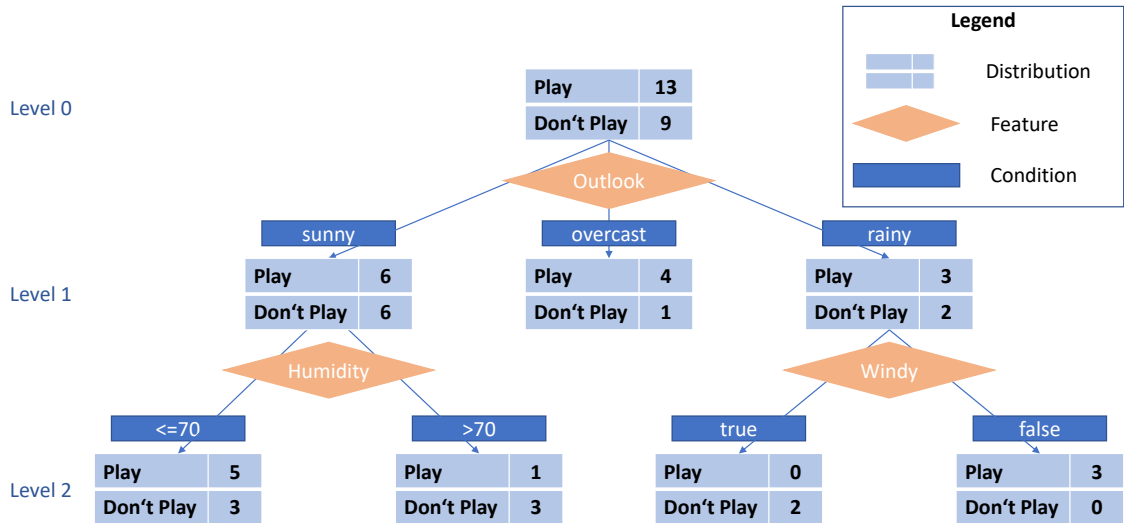 Legend
Distribution
Feature
Condition
Level 0
Play 13
Don‘t Play 9
Outlook
sunny overcast rainy
Level 1
Play 6 Play 4 Play 3
Don‘t Play 6 Don‘t Play 1 Don‘t Play 2
Humidity Windy
<=70 >70 true false
Level 2
Play 5 Play 1 Play 0 Play 3
Don‘t Play 3 Don‘t Play 3 Don‘t Play 2 Don‘t Play 0